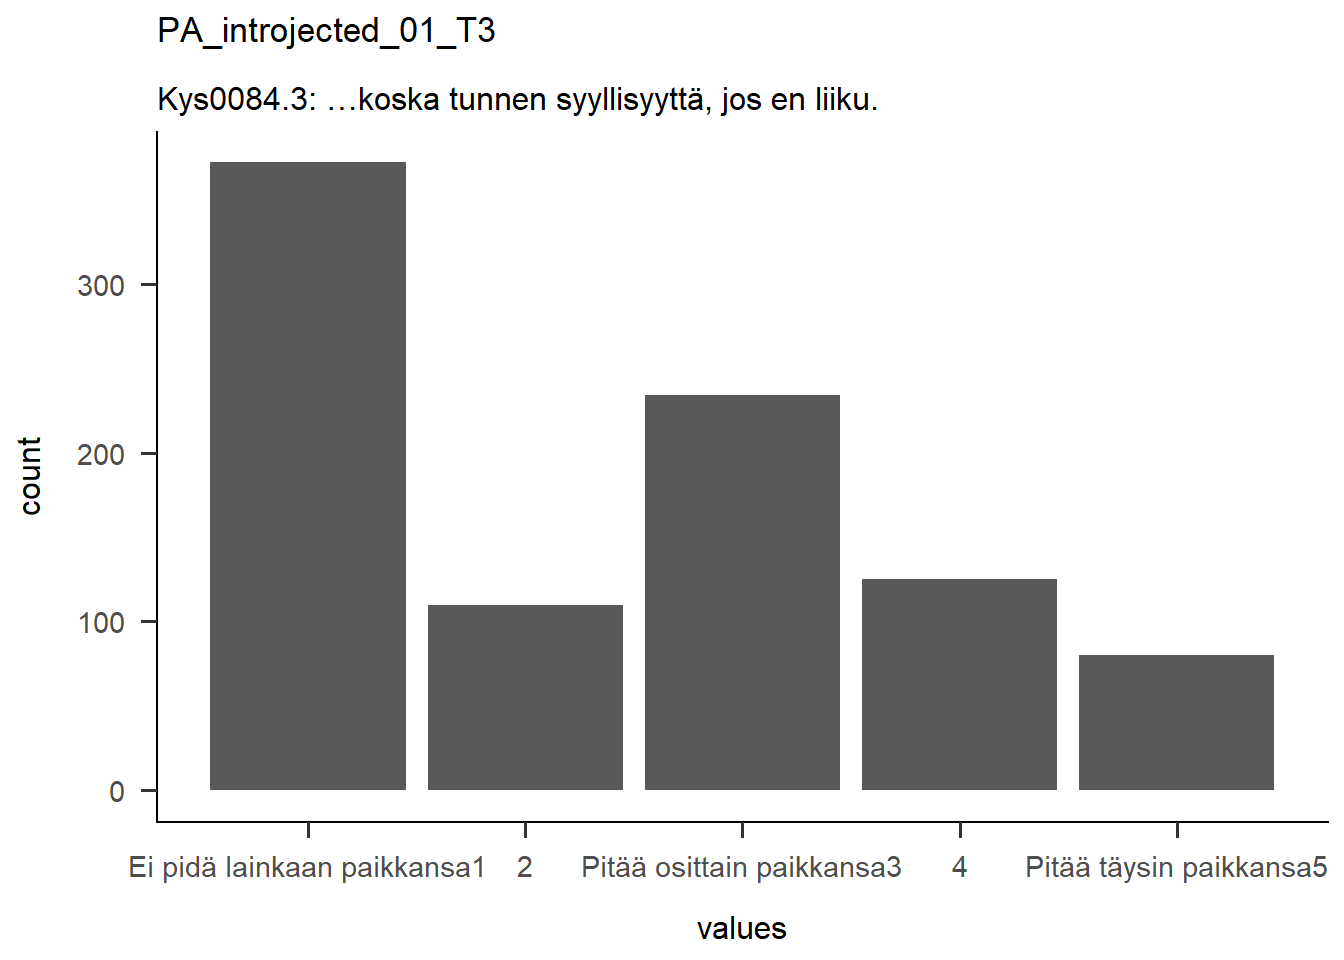 PA_introjected_01_T3
Kys0084.3: …koska tunnen syyllisyyttä, jos en liiku.
count
300
200
100
0
Ei pidä lainkaan paikkansa1 2 Pitää osittain paikkansa3 4 Pitää täysin paikkansa5
values